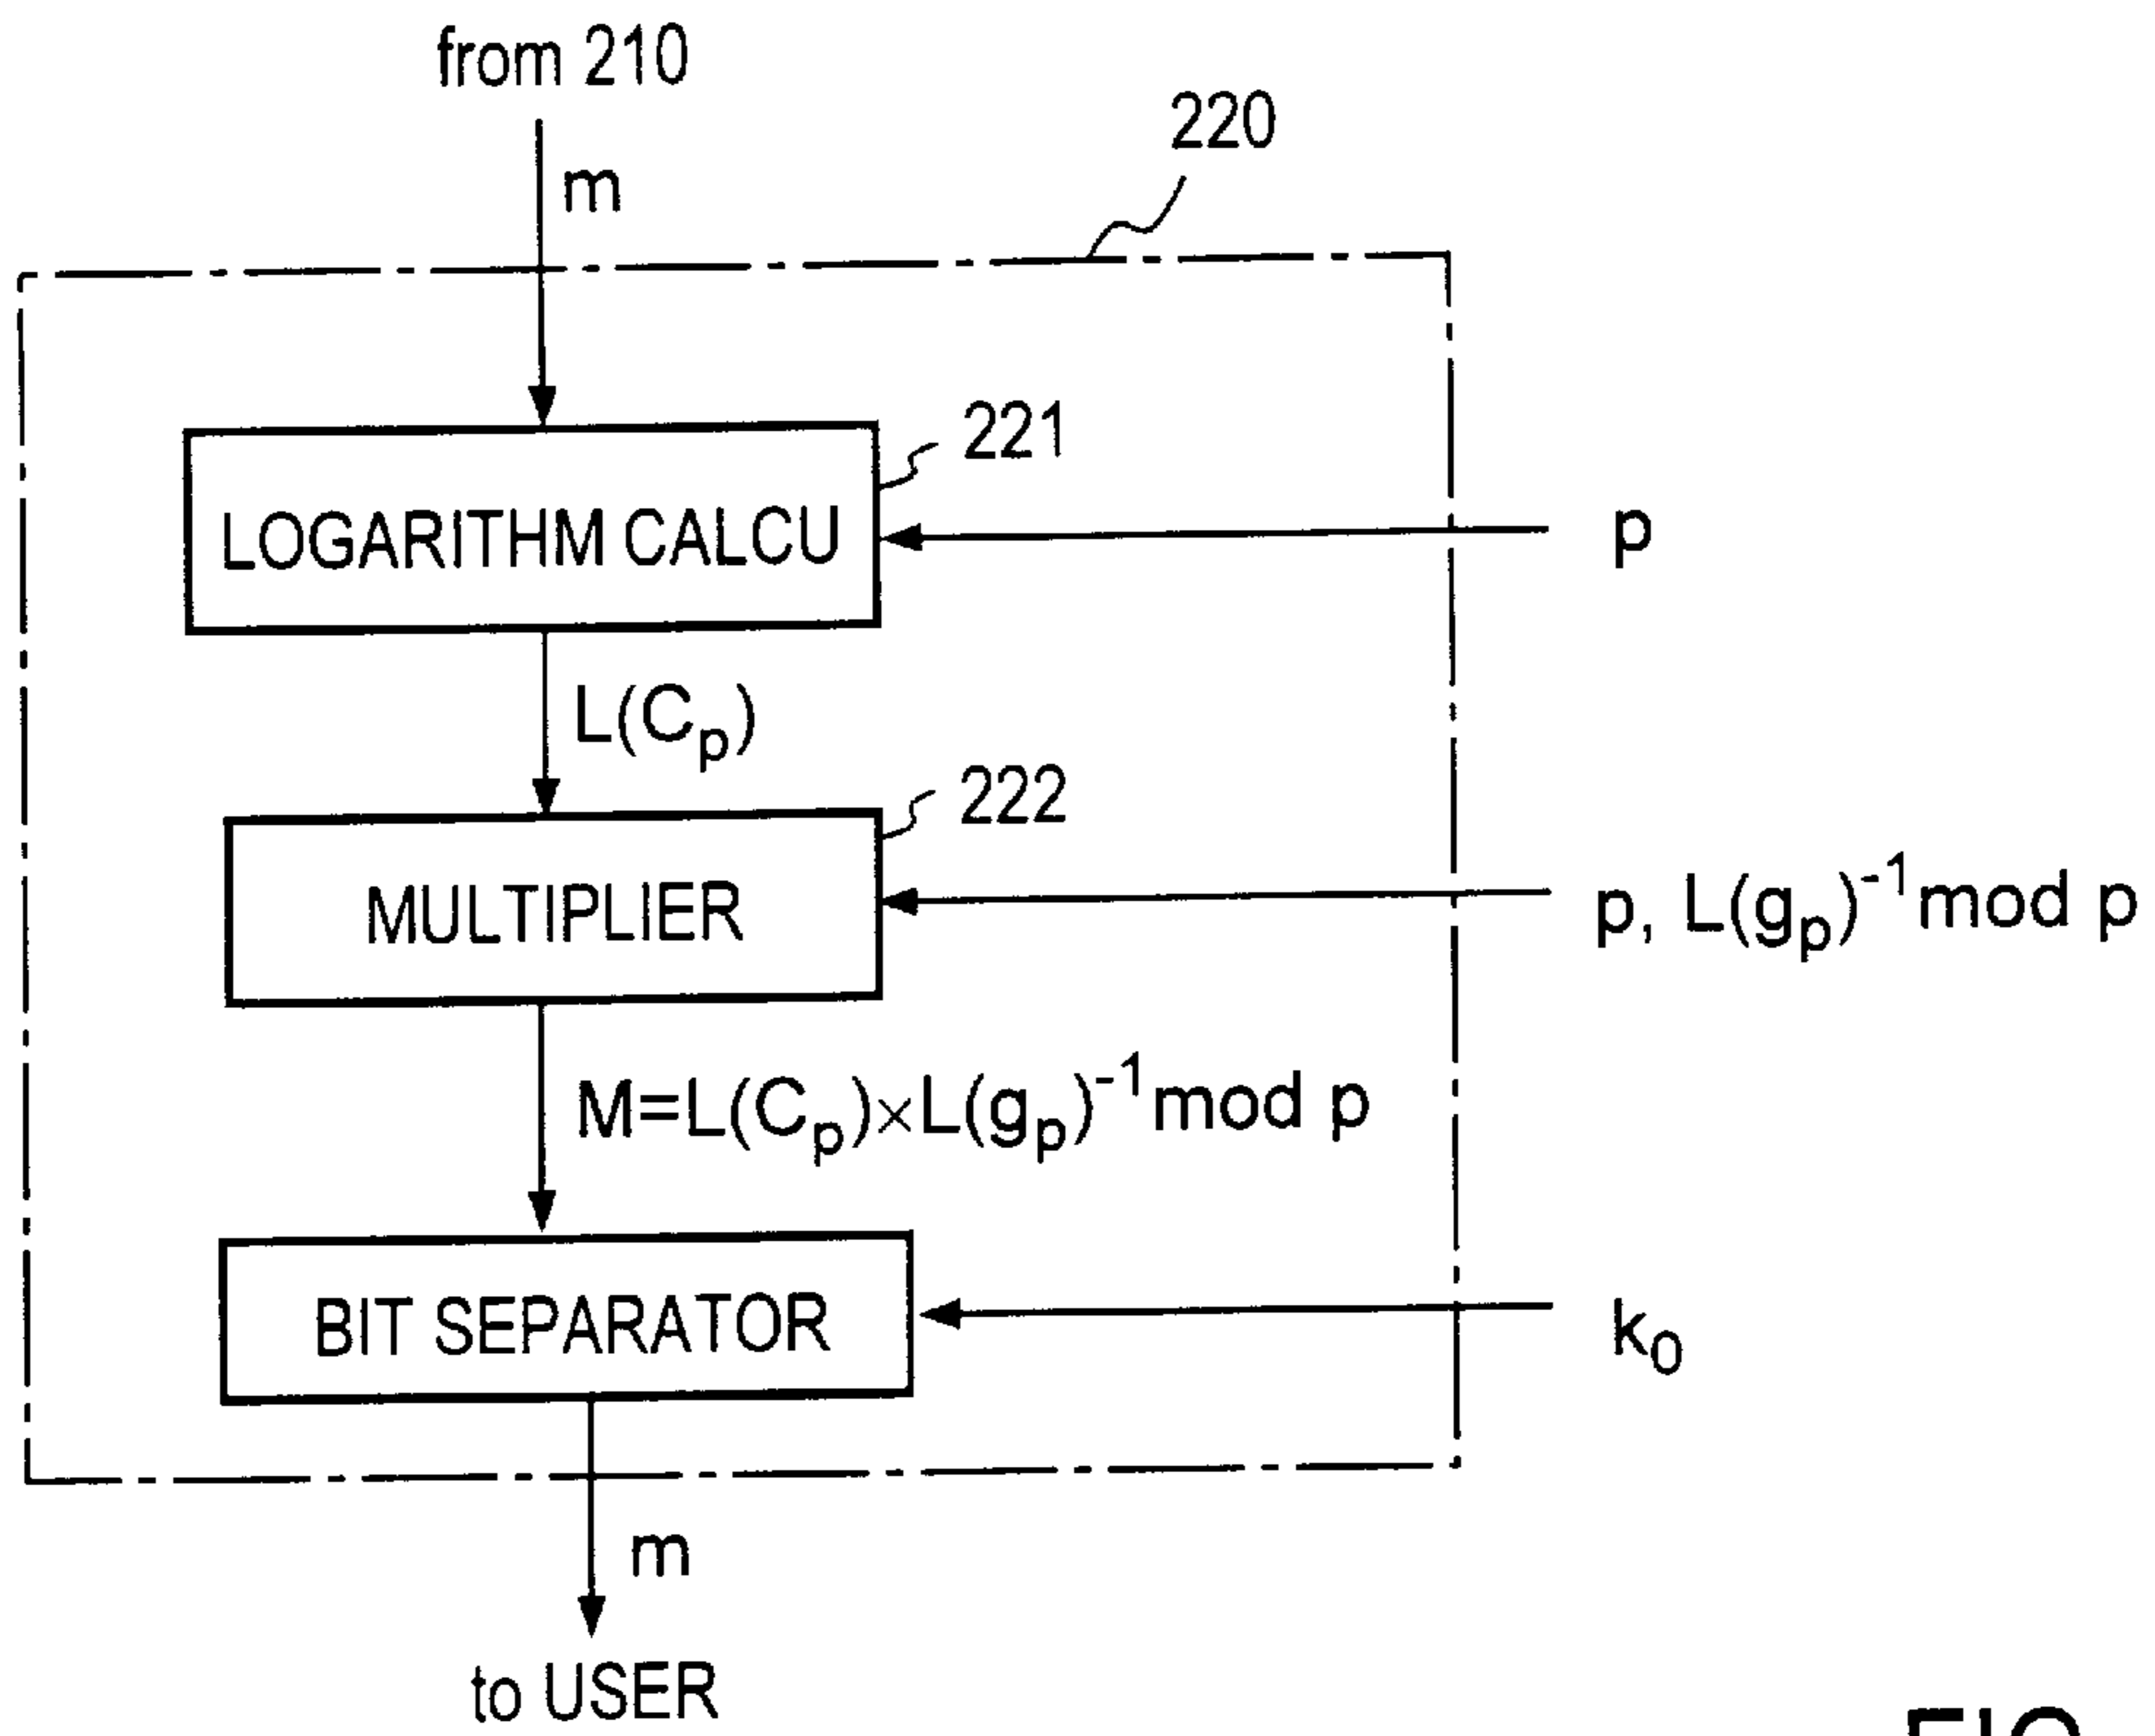 from 210
m
220
221
LOGARITHM CALCU
p
L(Cₚ)
222
MULTIPLIER
p, L(gₚ)⁻¹mod p
M=L(Cₚ)×L(gₚ)⁻¹mod p
BIT SEPARATOR
k₀
m
to USER